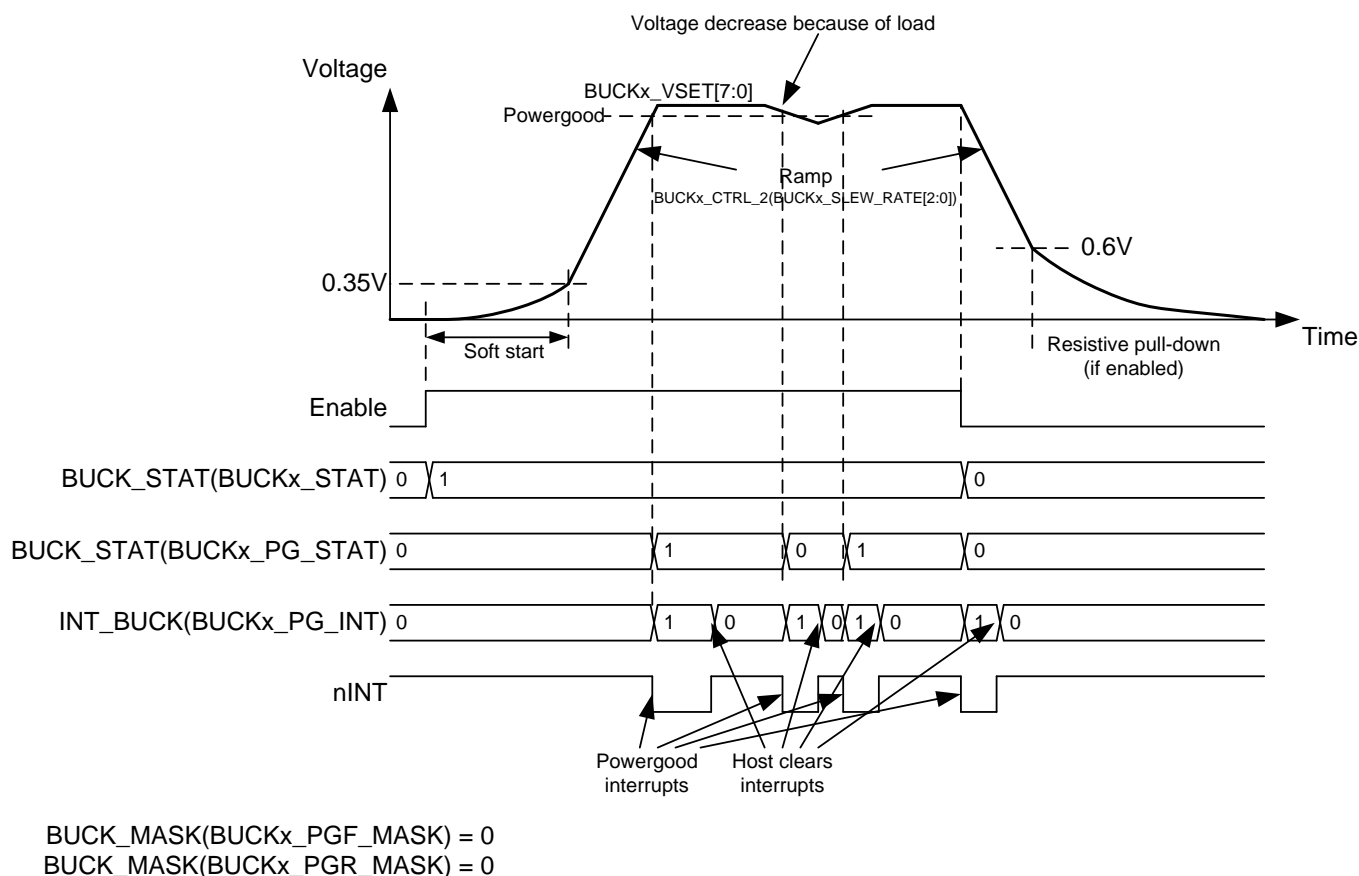 Voltage decrease because of load
Voltage
BUCKx_VSET[7:0]
Powergood
Ramp
BUCKx_CTRL_2(BUCKx_SLEW_RATE[2:0])
0.6V
0.35V
Soft start
Resistive pull-down
(if enabled)
Time
Enable
BUCK_STAT(BUCKx_STAT) 0 1 0
BUCK_STAT(BUCKx_PG_STAT) 0 1 0 1 0
INT_BUCK(BUCKx_PG_INT) 0 1 0 1 0 1 0 1 0
nINT
Powergood
interrupts
Host clears
interrupts
BUCK_MASK(BUCKx_PGF_MASK) = 0
BUCK_MASK(BUCKx_PGR_MASK) = 0